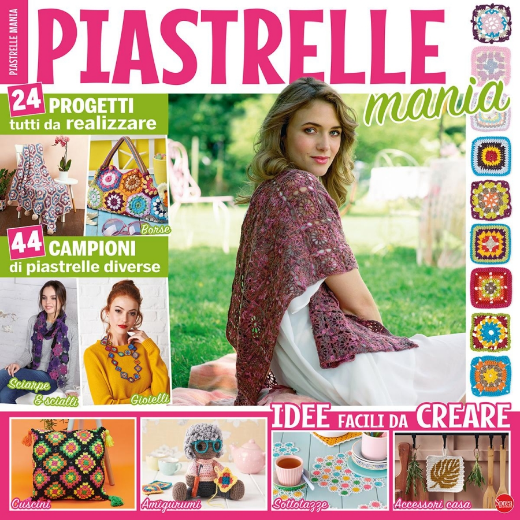 PIASTRELLE MANIA
PIASTRELLE
mania
24 PROGETTI
tutti da realizzare
Borse
44 CAMPIONI
di piastrelle diverse
Sciarpe
& scialli
Gioielli
IDEE FACILI DA CREARE
Cuscini
Amigurumi
Sottotazze
Accessori casa